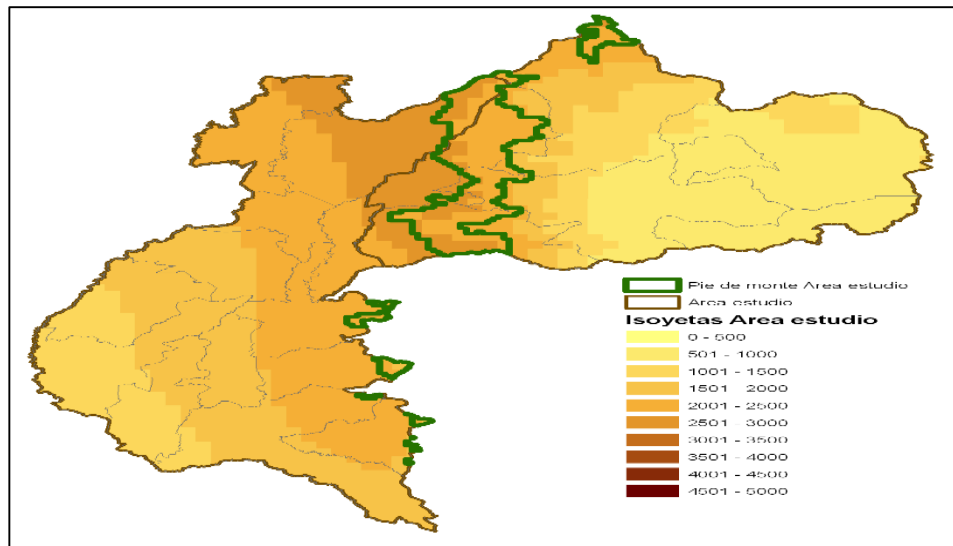 Pie de monte Area estudio
Area estudio
Isoyetas Area estudio
0 - 500
501 - 1000
1001 - 1500
1501 - 2000
2001 - 2500
2501 - 3000
3001 - 3500
3501 - 4000
4001 - 4500
4501 - 5000